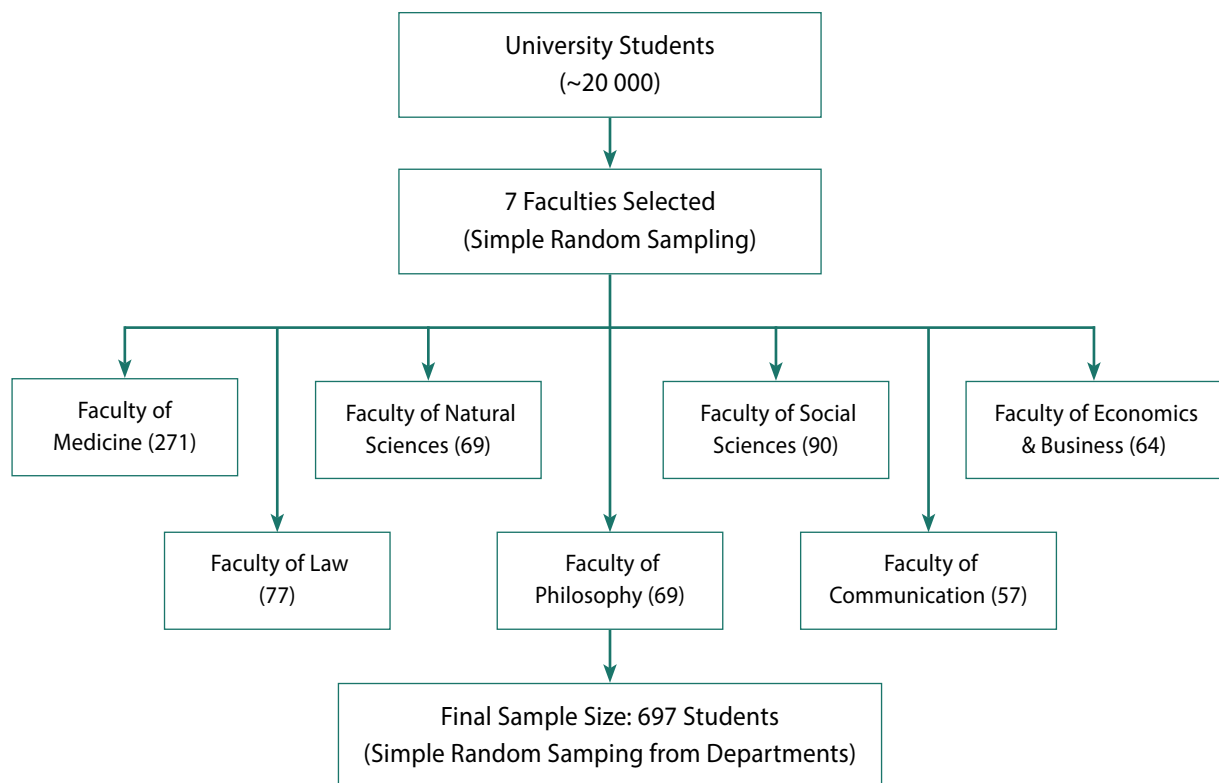 University Students
(~20 000)
7 Faculties Selected
(Simple Random Sampling)
Faculty of
Medicine (271)
Faculty of Natural
Sciences (69)
Faculty of Social
Sciences (90)
Faculty of Economics
& Business (64)
Faculty of Law
(77)
Faculty of
Philosophy (69)
Faculty of
Communication (57)
Final Sample Size: 697 Students
(Simple Random Samping from Departments)